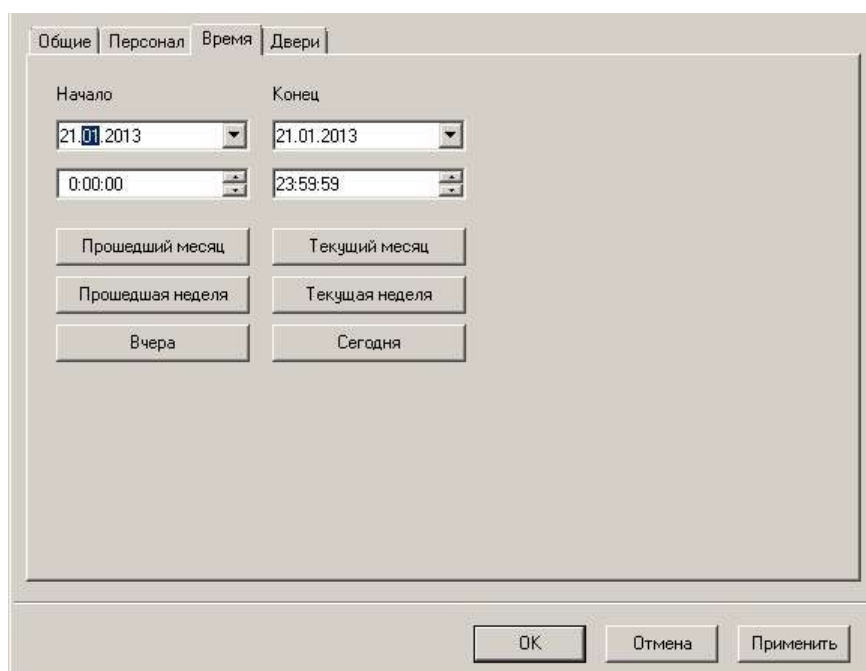 Общие Персонал Время Двери
Начало Конец
21.01.2013 21.01.2013
0:00:00 23:59:59
Прошедший месяц Текущий месяц
Прошедшая неделя Текущая неделя
Вчера Сегодня
OK Отмена Применить